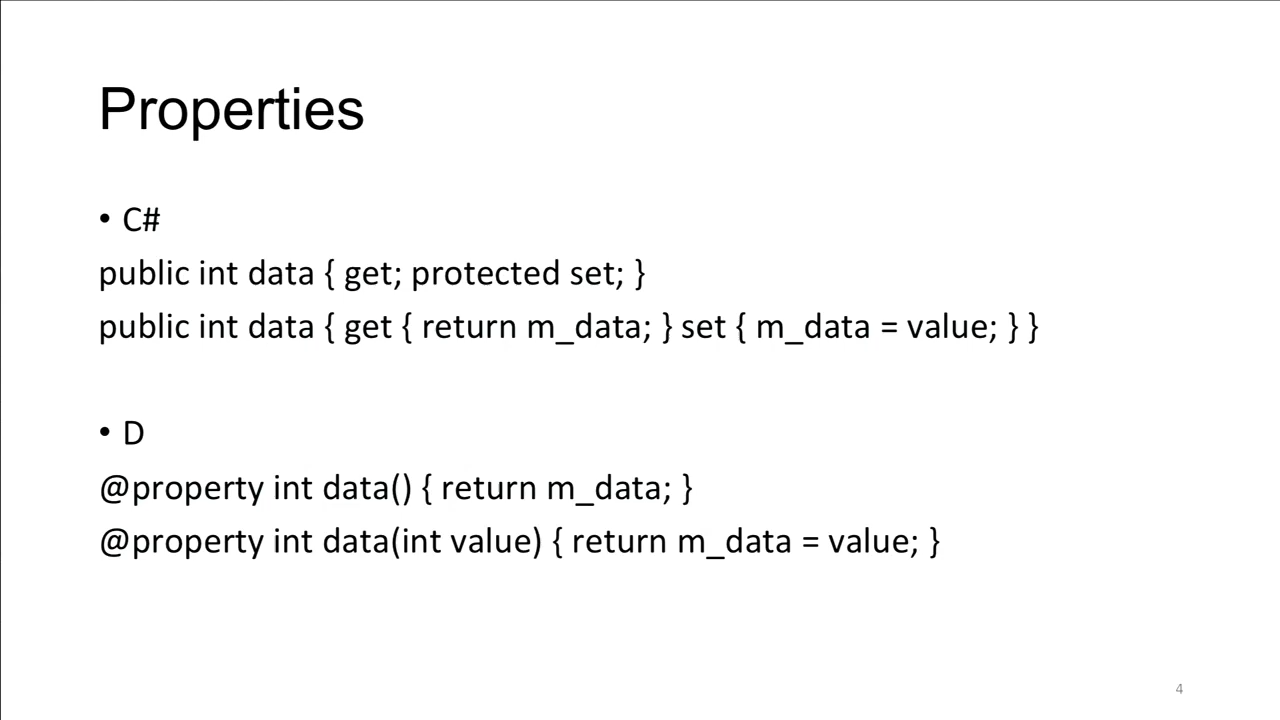 Properties
• C#
public int data { get; protected set; }
public int data { get { return m_data; } set { m_data = value; } }
• D
@property int data() { return m_data; }
@property int data(int value) { return m_data = value; }
4